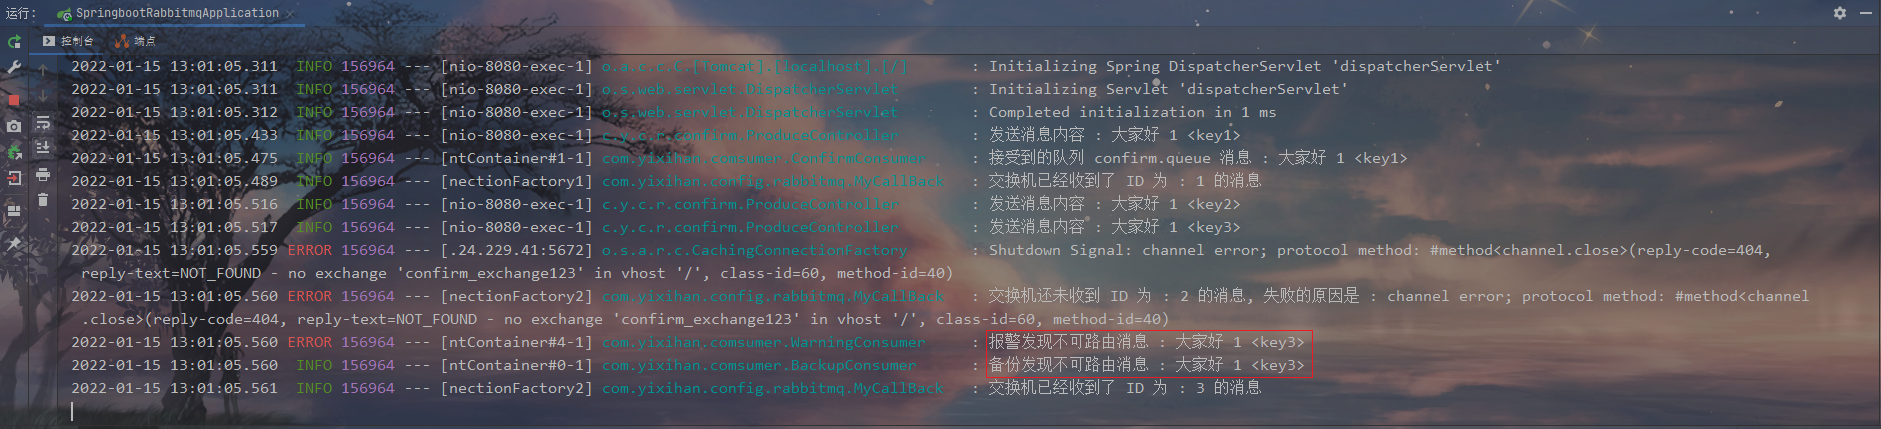 运行: SpringbootRabbitmqApplication ×
控制台 端点
2022-01-15 13:01:05.311 INFO 156964 --- [nio-8080-exec-1] o.a.c.c.C.[Tomcat].[localhost].[/] : Initializing Spring DispatcherServlet 'dispatcherServlet'
2022-01-15 13:01:05.311 INFO 156964 --- [nio-8080-exec-1] o.s.web.servlet.DispatcherServlet : Initializing Servlet 'dispatcherServlet'
2022-01-15 13:01:05.312 INFO 156964 --- [nio-8080-exec-1] o.s.web.servlet.DispatcherServlet : Completed initialization in 1 ms
2022-01-15 13:01:05.433 INFO 156964 --- [nio-8080-exec-1] c.y.c.r.confirm.ProduceController : 发送消息内容 : 大家好 1 <key1>
2022-01-15 13:01:05.475 INFO 156964 --- [ntContainer#1-1] com.yixihan.comsumer.ConfirmConsumer : 接受到的队列 confirm.queue 消息 : 大家好 1 <key1>
2022-01-15 13:01:05.489 INFO 156964 --- [nectionFactory1] com.yixihan.config.rabbitmq.MyCallBack : 交换机已经收到了 ID 为 : 1 的消息
2022-01-15 13:01:05.516 INFO 156964 --- [nio-8080-exec-1] c.y.c.r.confirm.ProduceController : 发送消息内容 : 大家好 1 <key2>
2022-01-15 13:01:05.517 INFO 156964 --- [nio-8080-exec-1] c.y.c.r.confirm.ProduceController : 发送消息内容 : 大家好 1 <key3>
2022-01-15 13:01:05.559 ERROR 156964 --- [.24.229.41:5672] o.s.a.r.c.CachingConnectionFactory : Shutdown Signal: channel error; protocol method: #method<channel.close>(reply-code=404,
reply-text=NOT_FOUND - no exchange 'confirm_exchange123' in vhost '/', class-id=60, method-id=40)
2022-01-15 13:01:05.560 ERROR 156964 --- [nectionFactory2] com.yixihan.config.rabbitmq.MyCallBack : 交换机还未收到 ID 为 : 2 的消息, 失败的原因是 : channel error; protocol method: #method<channel
.close>(reply-code=404, reply-text=NOT_FOUND - no exchange 'confirm_exchange123' in vhost '/', class-id=60, method-id=40)
2022-01-15 13:01:05.560 ERROR 156964 --- [ntContainer#4-1] com.yixihan.comsumer.WarningConsumer : 报警发现不可路由消息 : 大家好 1 <key3>
2022-01-15 13:01:05.560 INFO 156964 --- [ntContainer#0-1] com.yixihan.comsumer.BackupConsumer : 备份发现不可路由消息 : 大家好 1 <key3>
2022-01-15 13:01:05.561 INFO 156964 --- [nectionFactory2] com.yixihan.config.rabbitmq.MyCallBack : 交换机已经收到了 ID 为 : 3 的消息